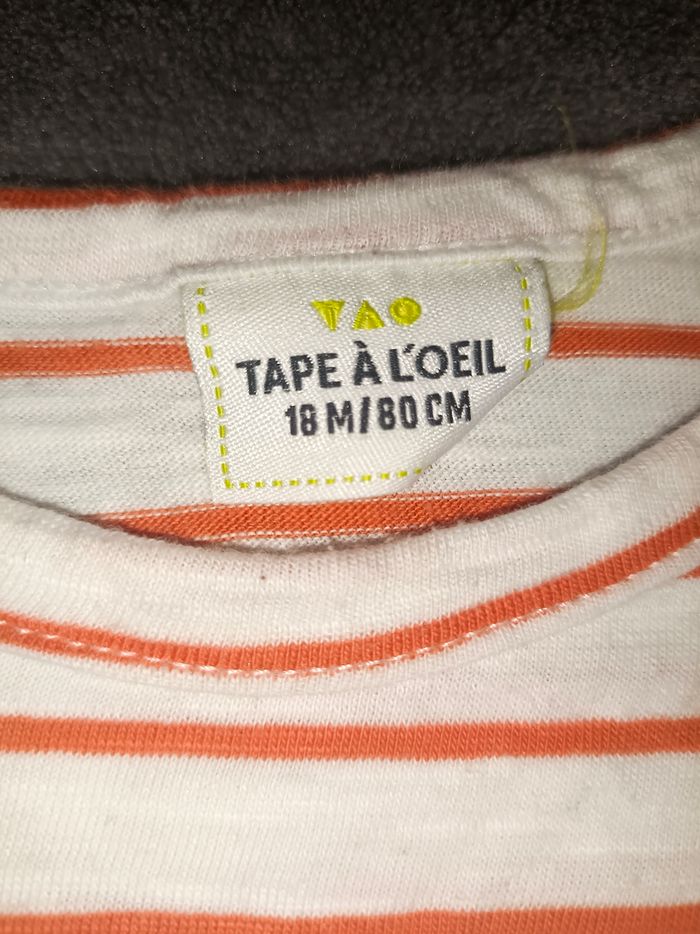 TAO
TAPE À L'OEIL
18 M/80 CM